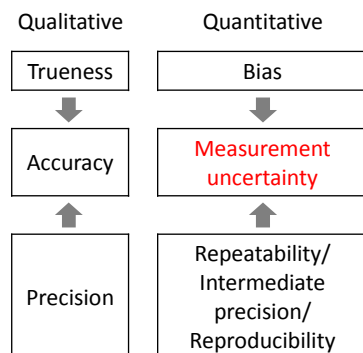 Qualitative Quantitative
Trueness Bias
Accuracy Measurement
uncertainty
Precision Repeatability/
Intermediate
precision/
Reproducibility